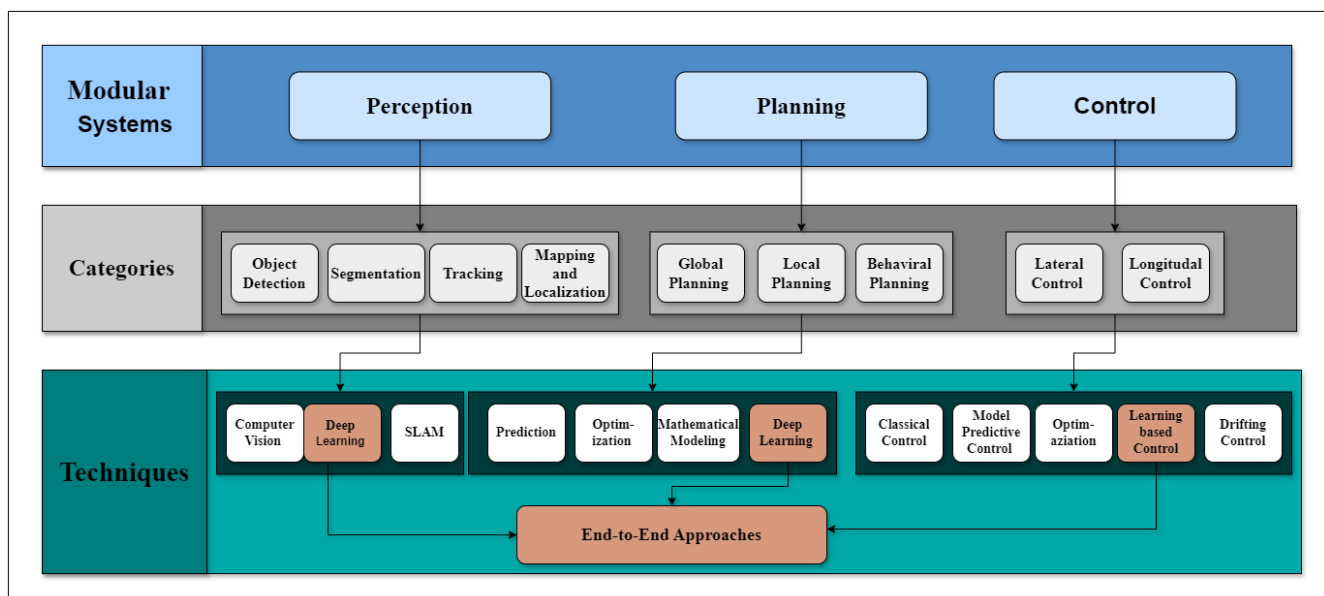 Modular
Systems
Perception
Planning
Control
Categories
Object
Detection
Segmentation
Tracking
Mapping
and
Localization
Global
Planning
Local
Planning
Behaviral
Planning
Lateral
Control
Longitudal
Control
Techniques
Computer
Vision
Deep
Learning
SLAM
Prediction
Optim-
ization
Mathematical
Modeling
Deep
Learning
Classical
Control
Model
Predictive
Control
Optim-
aziation
Learning
based
Control
Drifting
Control
End-to-End Approaches